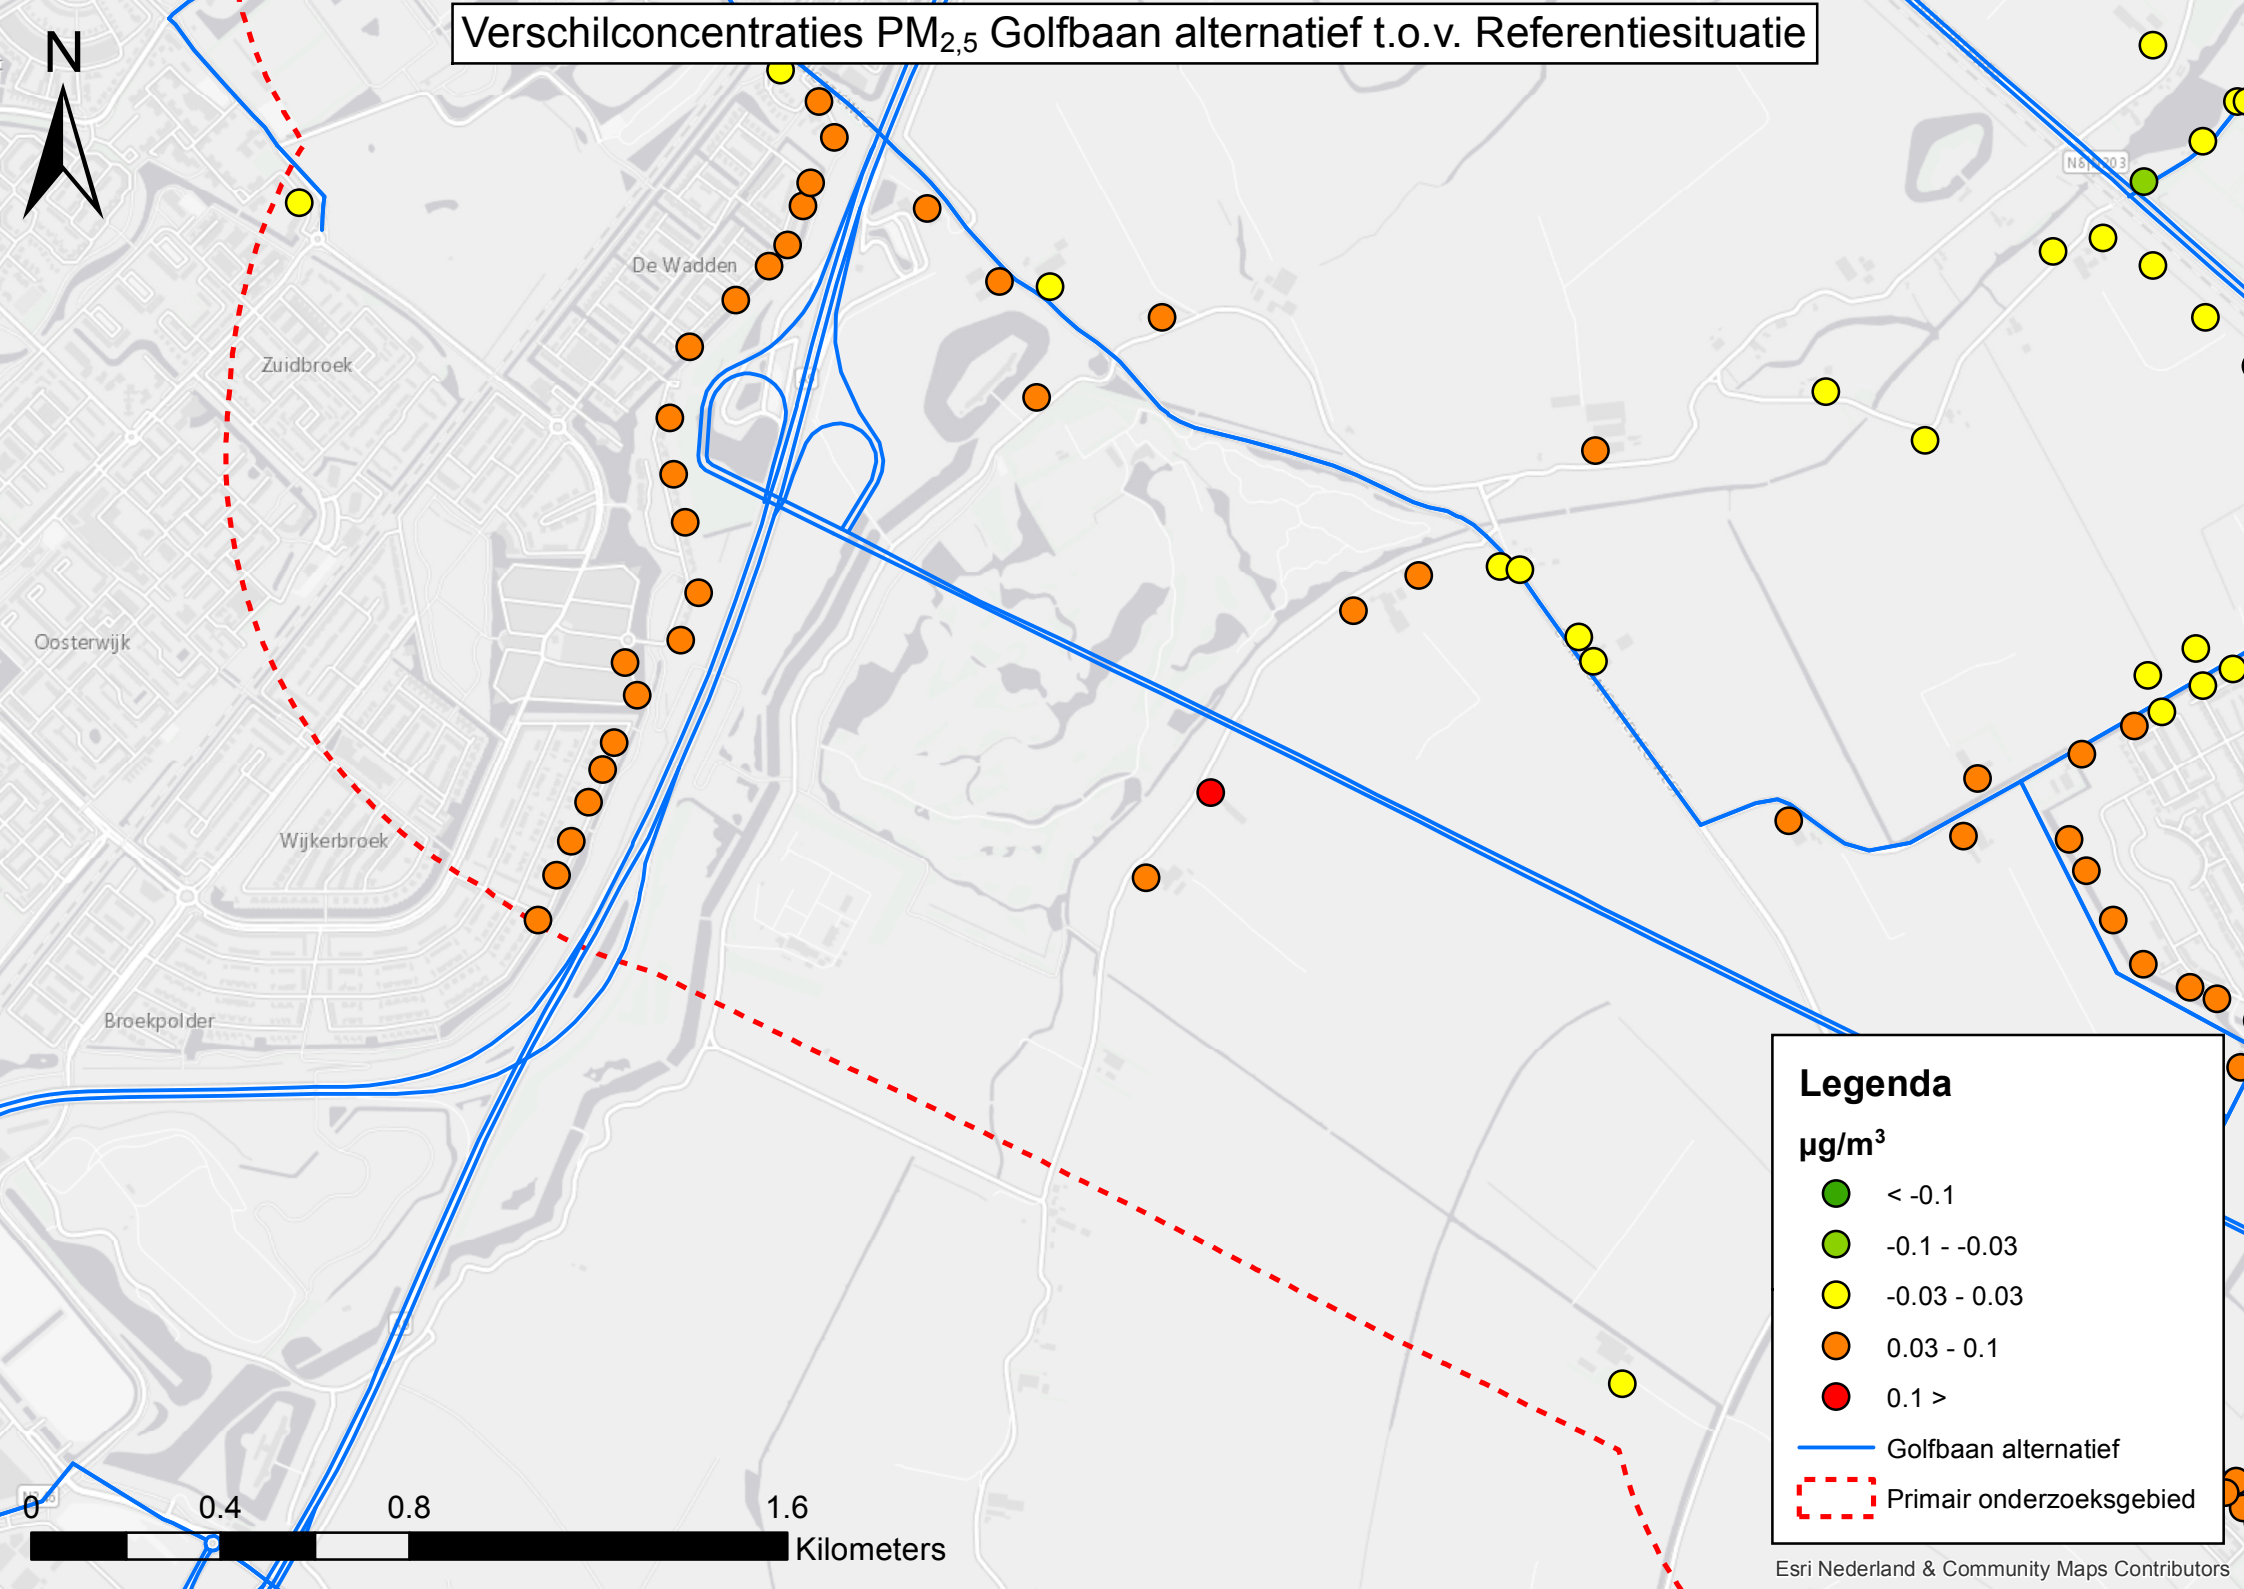 Verschilconcentraties PM2,5 Golfbaan alternatief t.o.v. Referentiesituatie
N
De Wadden
Zuidbroek
Oosterwijk
Wijkerbroek
Broekpolder
Legenda
µg/m³
< -0.1
-0.1 - -0.03
-0.03 - 0.03
0.03 - 0.1
0.1 >
Golfbaan alternatief
Primair onderzoeksgebied
0 0.4 0.8 1.6
Kilometers
Esri Nederland & Community Maps Contributors